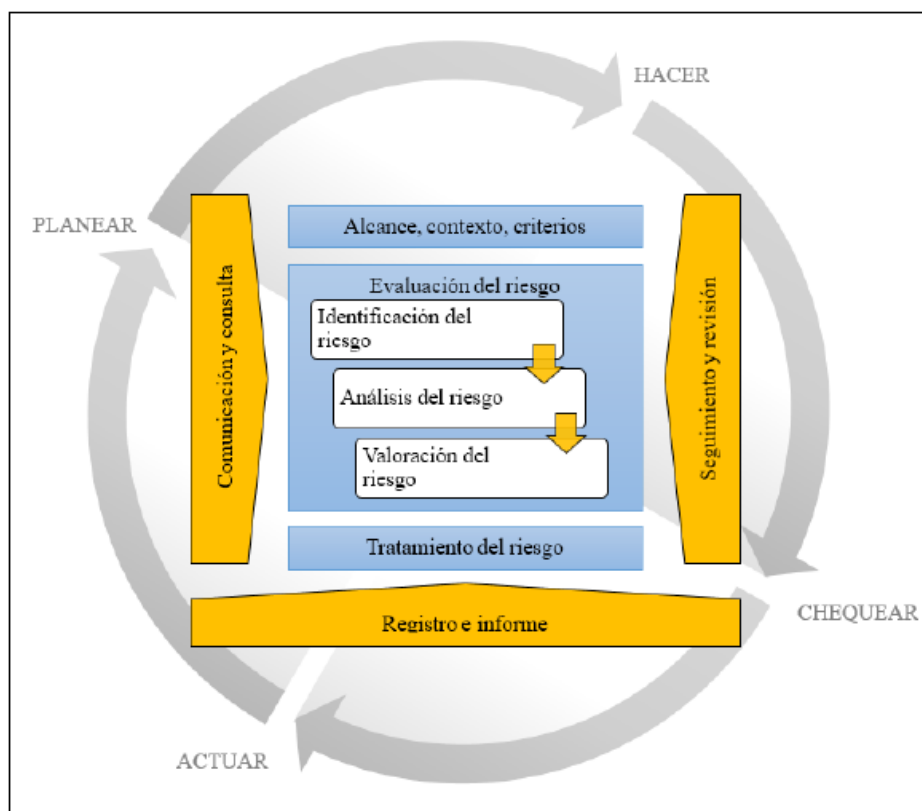 HACER
PLANEAR
Alcance, contexto, criterios
Comunicación y consulta
Evaluación del riesgo
Identificación del
riesgo
Análisis del riesgo
Valoración del
riesgo
Seguimiento y revisión
Tratamiento del riesgo
Registro e informe
CHEQUEAR
ACTUAR